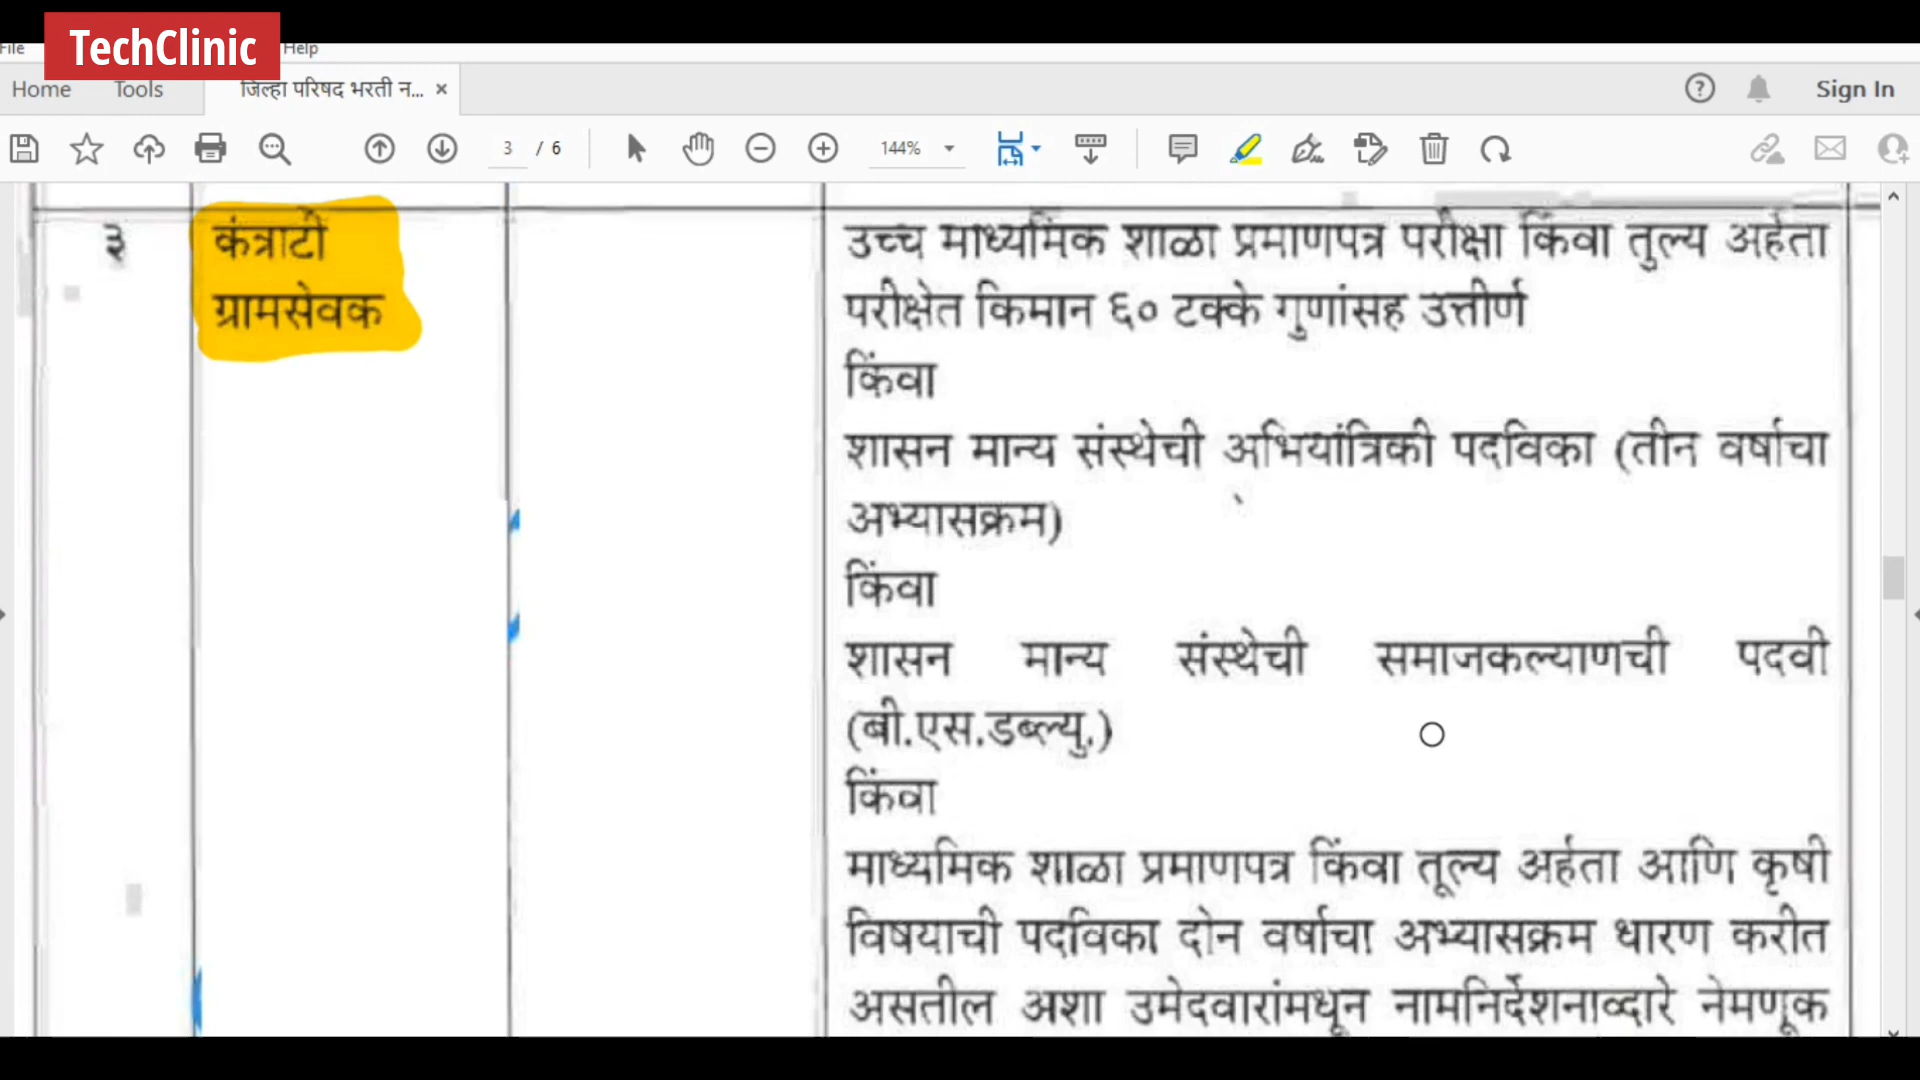 TechClinic
File Help
Home Tools जिल्हा परिषद भरती न... × Sign In
3 / 6 144%
३ कंत्राटी
ग्रामसेवक
उच्च माध्यमिक शाळा प्रमाणपत्र परीक्षा किंवा तुल्य अर्हता
परीक्षेत किमान ६० टक्के गुणांसह उत्तीर्ण
किंवा
शासन मान्य संस्थेची अभियांत्रिकी पदविका (तीन वर्षाचा
अभ्यासक्रम)
किंवा
शासन मान्य संस्थेची समाजकल्याणची पदवी
(बी.एस.डब्ल्यु.)
किंवा
माध्यमिक शाळा प्रमाणपत्र किंवा तूल्य अर्हता आणि कृषी
विषयाची पदविका दोन वर्षाचा अभ्यासक्रम धारण करीत
असतील अशा उमेदवारांमधून नामनिर्देशनाव्दारे नेमणूक